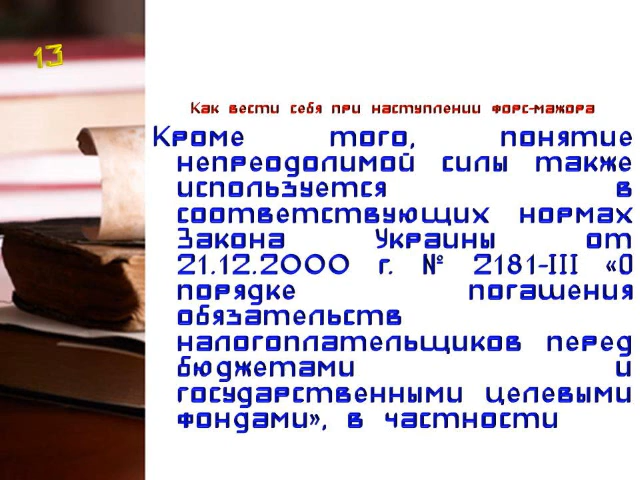 13
Как вести себя при наступлении форс-мажора
Кроме того, понятие
непреодолимой силы также
используется в
соответствующих нормах
Закона Украины от
21.12.2000 г. № 2181-III «О
порядке погашения
обязательств
налогоплательщиков перед
бюджетами и
государственными целевыми
фондами», в частности